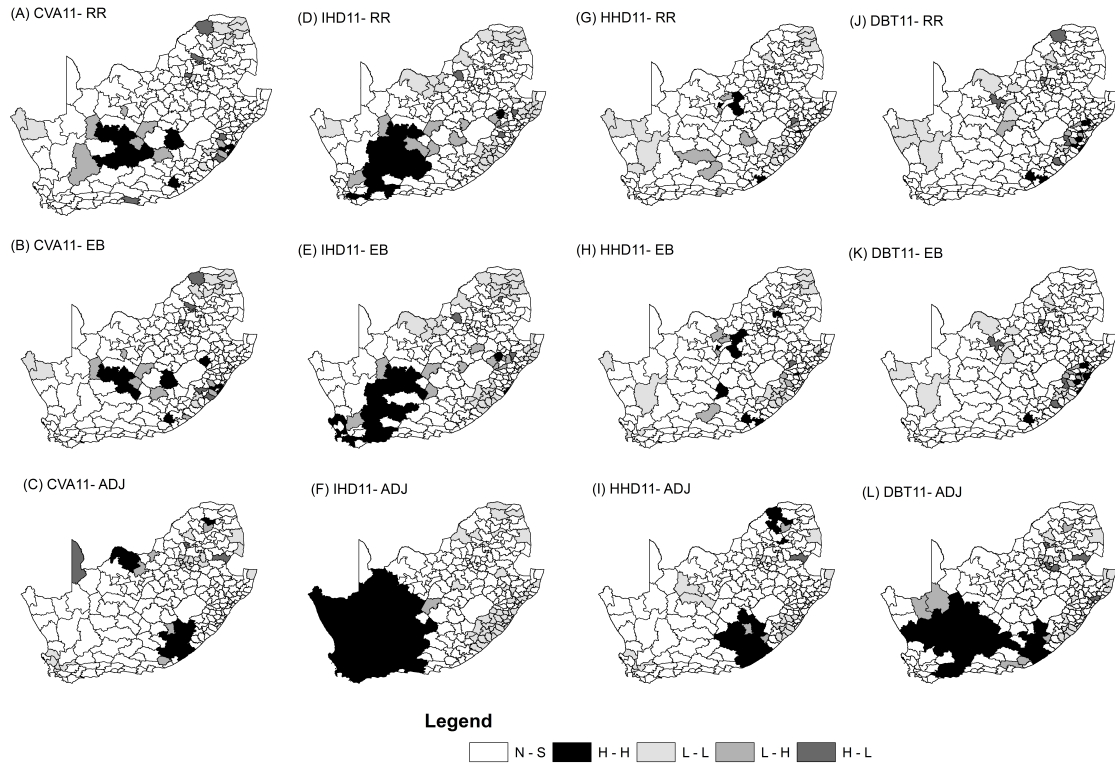 (A) CVA11- RR
(D) IHD11- RR
(G) HHD11- RR
(J) DBT11- RR
(B) CVA11- EB
(E) IHD11- EB
(H) HHD11- EB
(K) DBT11- EB
(C) CVA11- ADJ
(F) IHD11- ADJ
(I) HHD11- ADJ
(L) DBT11- ADJ
Legend
N - S H - H L - L L - H H - L